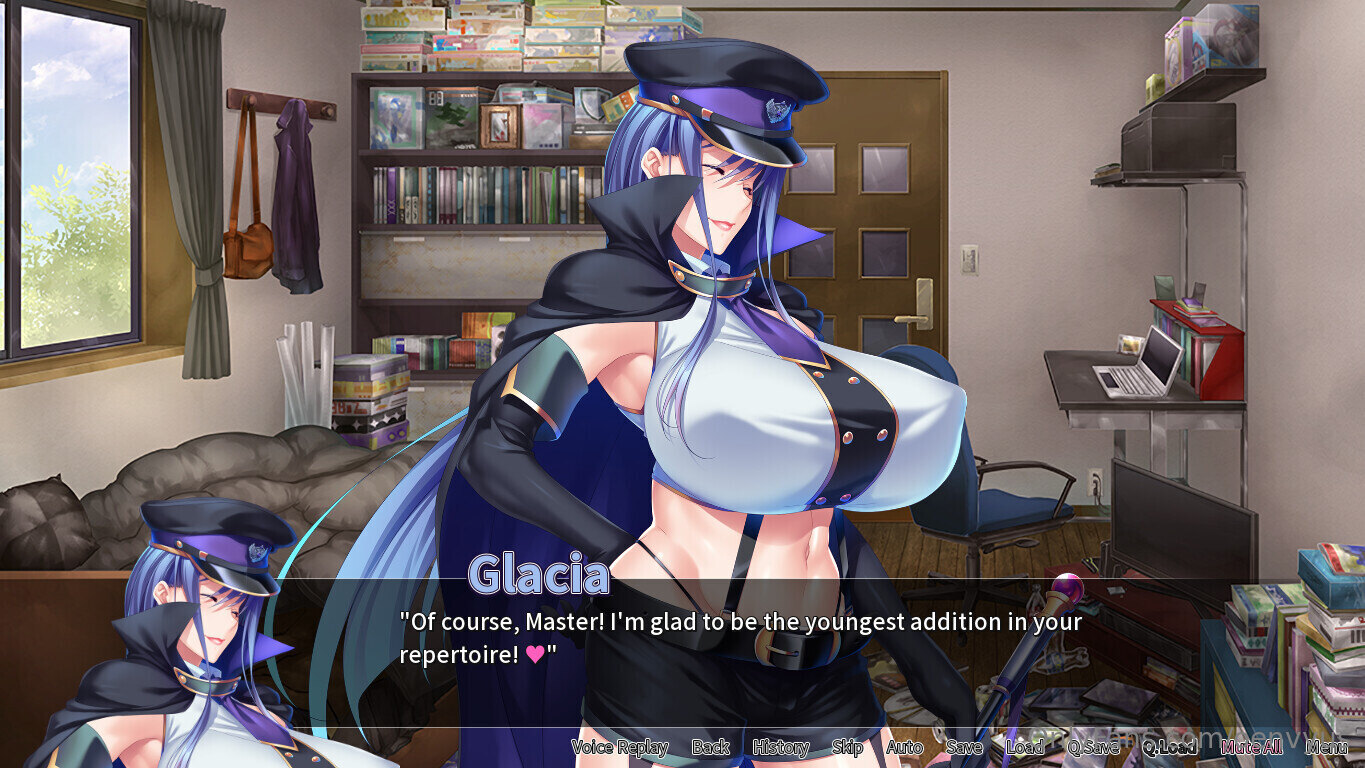 Glacia
"Of course, Master! I'm glad to be the youngest addition in your
repertoire! ♥"
Voice Replay Back History Skip Auto Save Load Q.Save Q.Load Mute All Menu